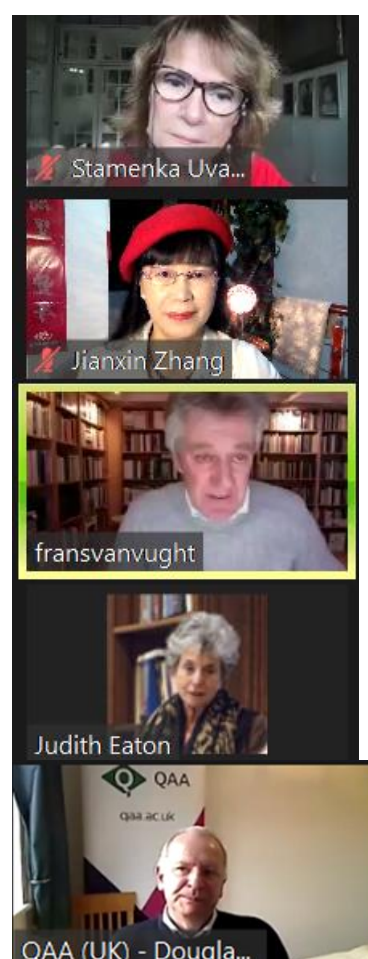 Stamenka Uva...
Jianxin Zhang
fransvanvught
Judith Eaton
QAA
qaa.ac.uk
QAA (UK) - Dougla...